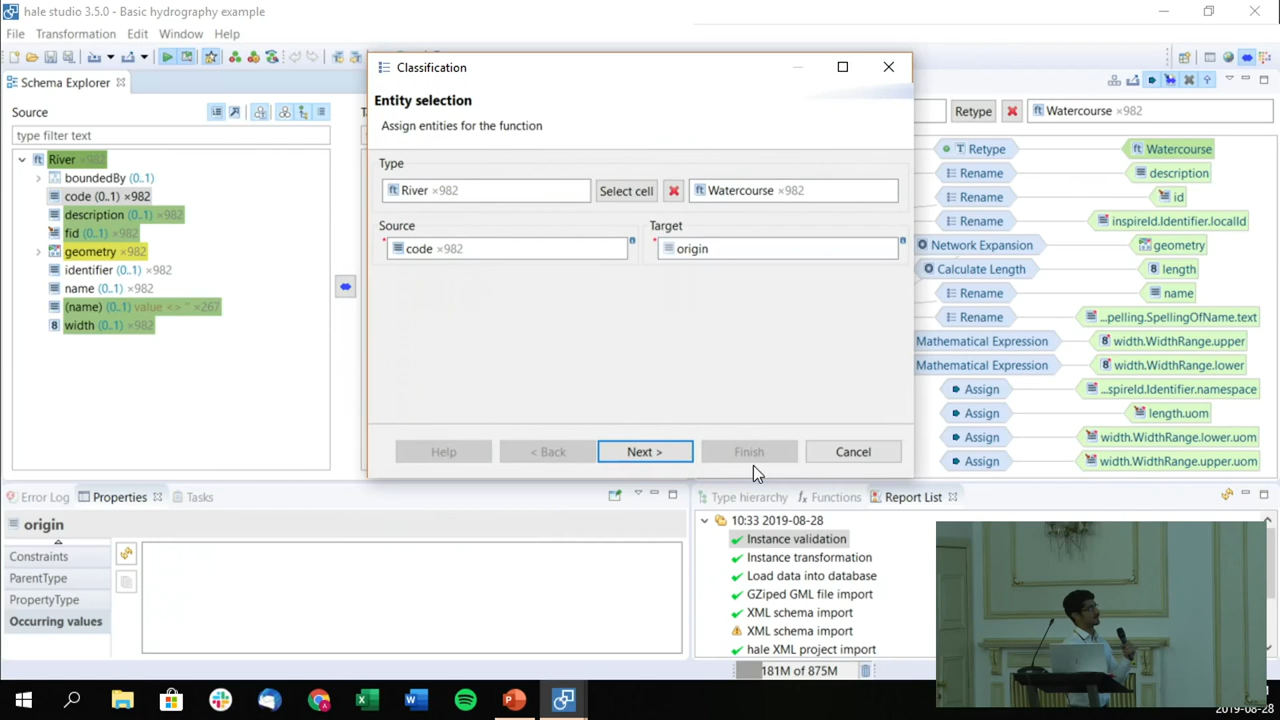 hale studio 3.5.0 - Basic hydrography example
File Transformation Edit Window Help
Schema Explorer
Source
type filter text
River ×982
boundedBy (0..1)
code (0..1) ×982
description (0..1) ×982
fid (0..1) ×982
geometry ×982
identifier (0..1) ×982
name (0..1) ×982
(name) (0..1) value <> '' ×267
width (0..1) ×982
Classification
Entity selection
Assign entities for the function
Type
River ×982 Select cell Watercourse ×982
Source Target
code ×982 origin
Help < Back Next > Finish Cancel
Retype Watercourse ×982
Retype Watercourse
Rename description
Rename id
Rename inspireId.Identifier.localId
Network Expansion geometry
Calculate Length length
Rename name
Rename ...pelling.SpellingOfName.text
Mathematical Expression width.WidthRange.upper
Mathematical Expression width.WidthRange.lower
Assign ...spireId.Identifier.namespace
Assign length.uom
Assign width.WidthRange.lower.uom
Assign width.WidthRange.upper.uom
Error Log Properties Tasks
origin
Constraints
ParentType
PropertyType
Occurring values
Type hierarchy Functions Report List
10:33 2019-08-28
Instance validation
Instance transformation
Load data into database
GZiped GML file import
XML schema import
XML schema import
hale XML project import
181M of 875M
2019-08-28